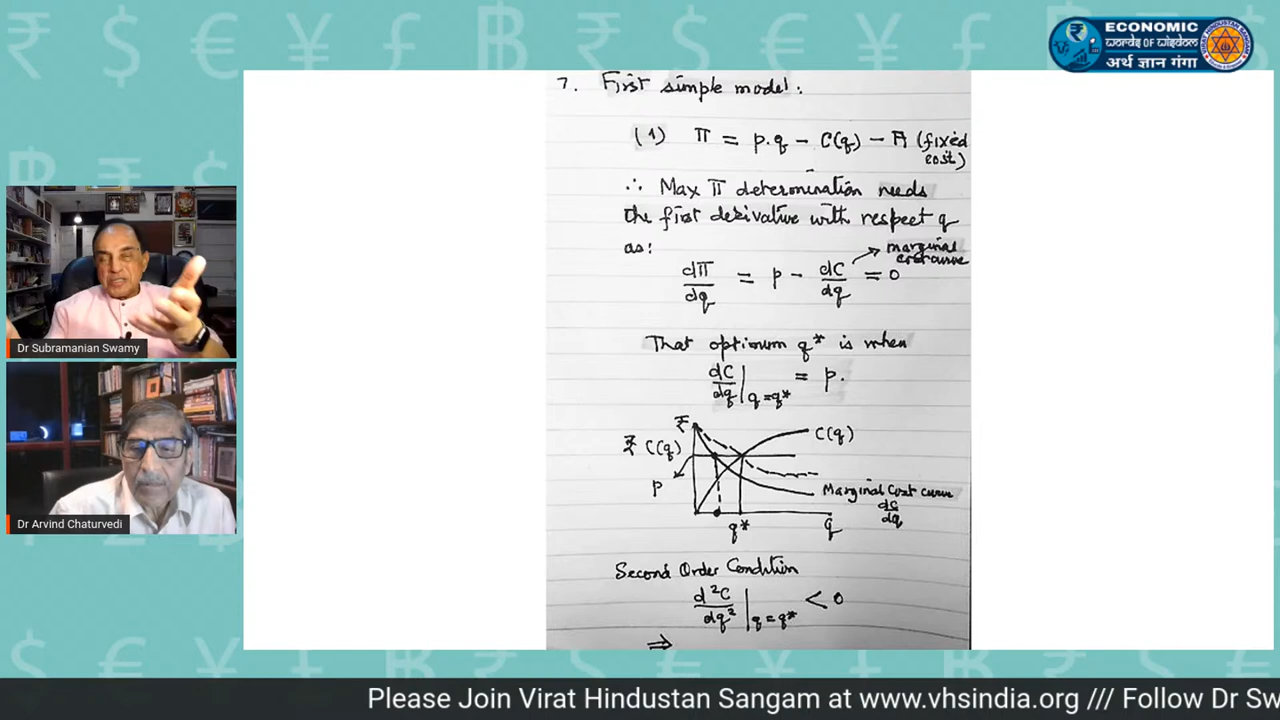 ECONOMIC
WORDS OF WISDOM
अर्थ ज्ञान गंगा
7. First simple model:
(1) π = p.q - C(q) - A (fixed
cost)
∴ Max π determination needs
the first derivative with respect q
as:
marginal
cost curve
dπ/dq = p - dC/dq = 0
That optimum q* is when
dC/dq | q=q* = p.
₹
₹ C(q)
C(q)
p
Marginal Cost curve
dc/dq
q*
q
Second Order Condition
d²C/dq² | q=q* < 0
⇒
Dr Subramanian Swamy
Dr Arvind Chaturvedi
Please Join Virat Hindustan Sangam at www.vhsindia.org /// Follow Dr Sw